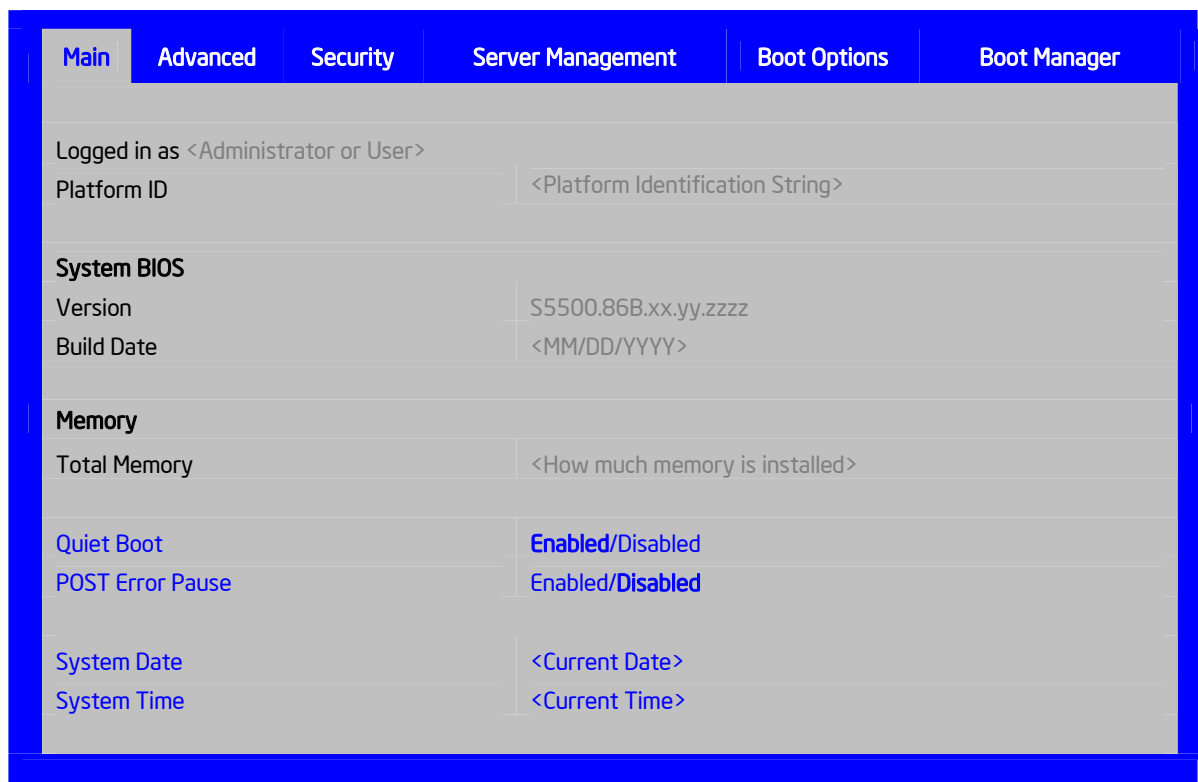 Main Advanced Security Server Management Boot Options Boot Manager
Logged in as <Administrator or User>
Platform ID <Platform Identification String>
System BIOS
Version S5500.86B.xx.yy.zzzz
Build Date <MM/DD/YYYY>
Memory
Total Memory <How much memory is installed>
Quiet Boot Enabled/Disabled
POST Error Pause Enabled/Disabled
System Date <Current Date>
System Time <Current Time>